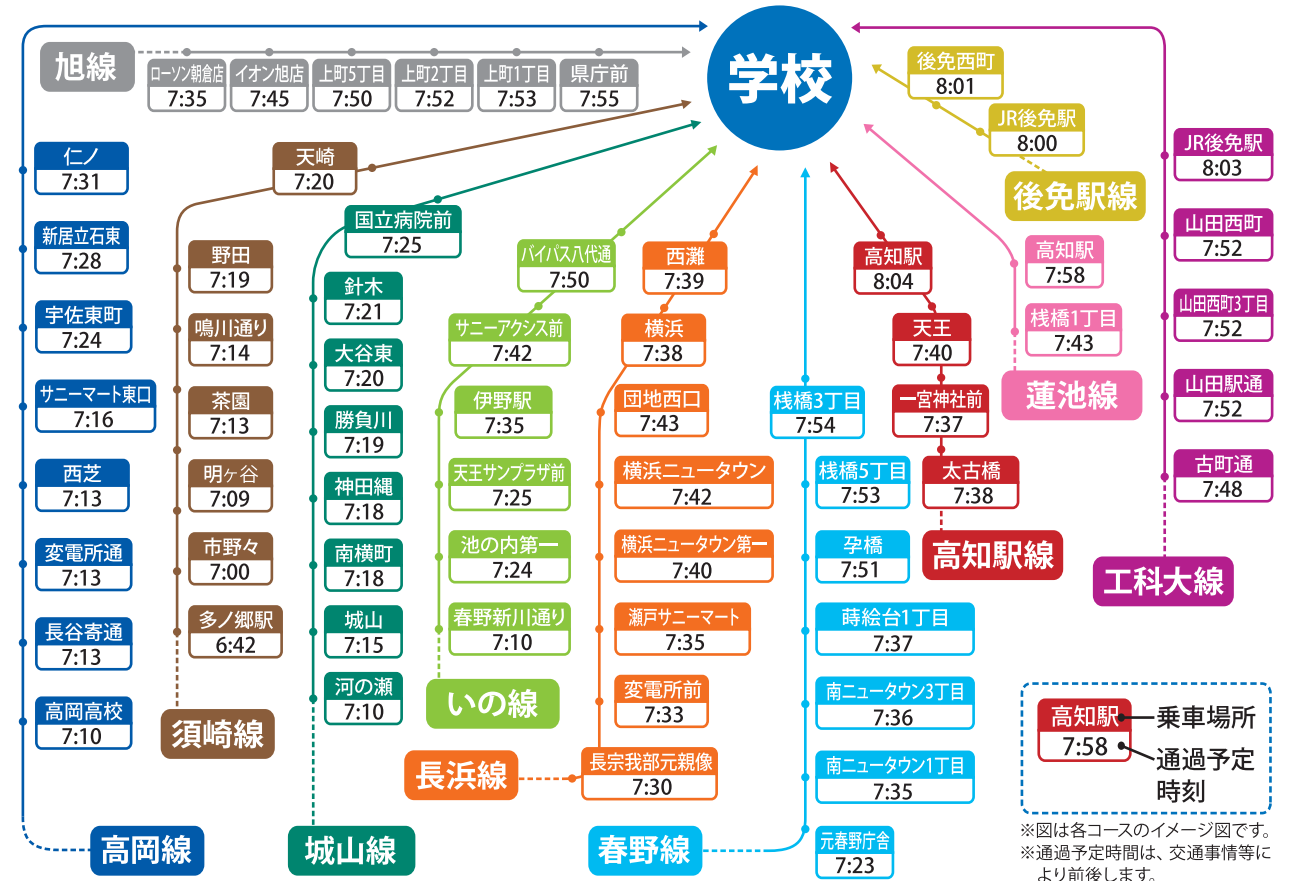 学校
旭線
ローソン朝倉店
7:35
イオン旭店
7:45
上町5丁目
7:50
上町2丁目
7:52
上町1丁目
7:53
県庁前
7:55
仁ノ
7:31
新居立石東
7:28
宇佐東町
7:24
サニーマート東口
7:16
西芝
7:13
変電所通
7:13
長谷寄通
7:13
高岡高校
7:10
高岡線
天崎
7:20
野田
7:19
鳴川通り
7:14
茶園
7:13
明ヶ谷
7:09
市野々
7:00
多ノ郷駅
6:42
須崎線
国立病院前
7:25
針木
7:21
大谷東
7:20
勝負川
7:19
神田縄
7:18
南横町
7:18
城山
7:15
河の瀬
7:10
城山線
バイパス八代通
7:50
サニーアクシス前
7:42
伊野駅
7:35
天王サンプラザ前
7:25
池の内第一
7:24
春野新川通り
7:10
いの線
西灘
7:39
横浜
7:38
団地西口
7:43
横浜ニュータウン
7:42
横浜ニュータウン第一
7:40
瀬戸サニーマート
7:35
変電所前
7:33
長宗我部元親像
7:30
長浜線
桟橋3丁目
7:54
桟橋5丁目
7:53
孕橋
7:51
蒔絵台1丁目
7:37
南ニュータウン3丁目
7:36
南ニュータウン1丁目
7:35
元春野庁舎
7:23
春野線
高知駅
8:04
天王
7:40
一宮神社前
7:37
太古橋
7:38
高知駅線
後免西町
8:01
JR後免駅
8:00
後免駅線
高知駅
7:58
桟橋1丁目
7:43
蓮池線
JR後免駅
8:03
山田西町
7:52
山田西町3丁目
7:52
山田駅通
7:52
古町通
7:48
工科大線
高知駅
乗車場所
7:58
通過予定
時刻
※図は各コースのイメージ図です。
※通過予定時間は、交通事情等に
より前後します。